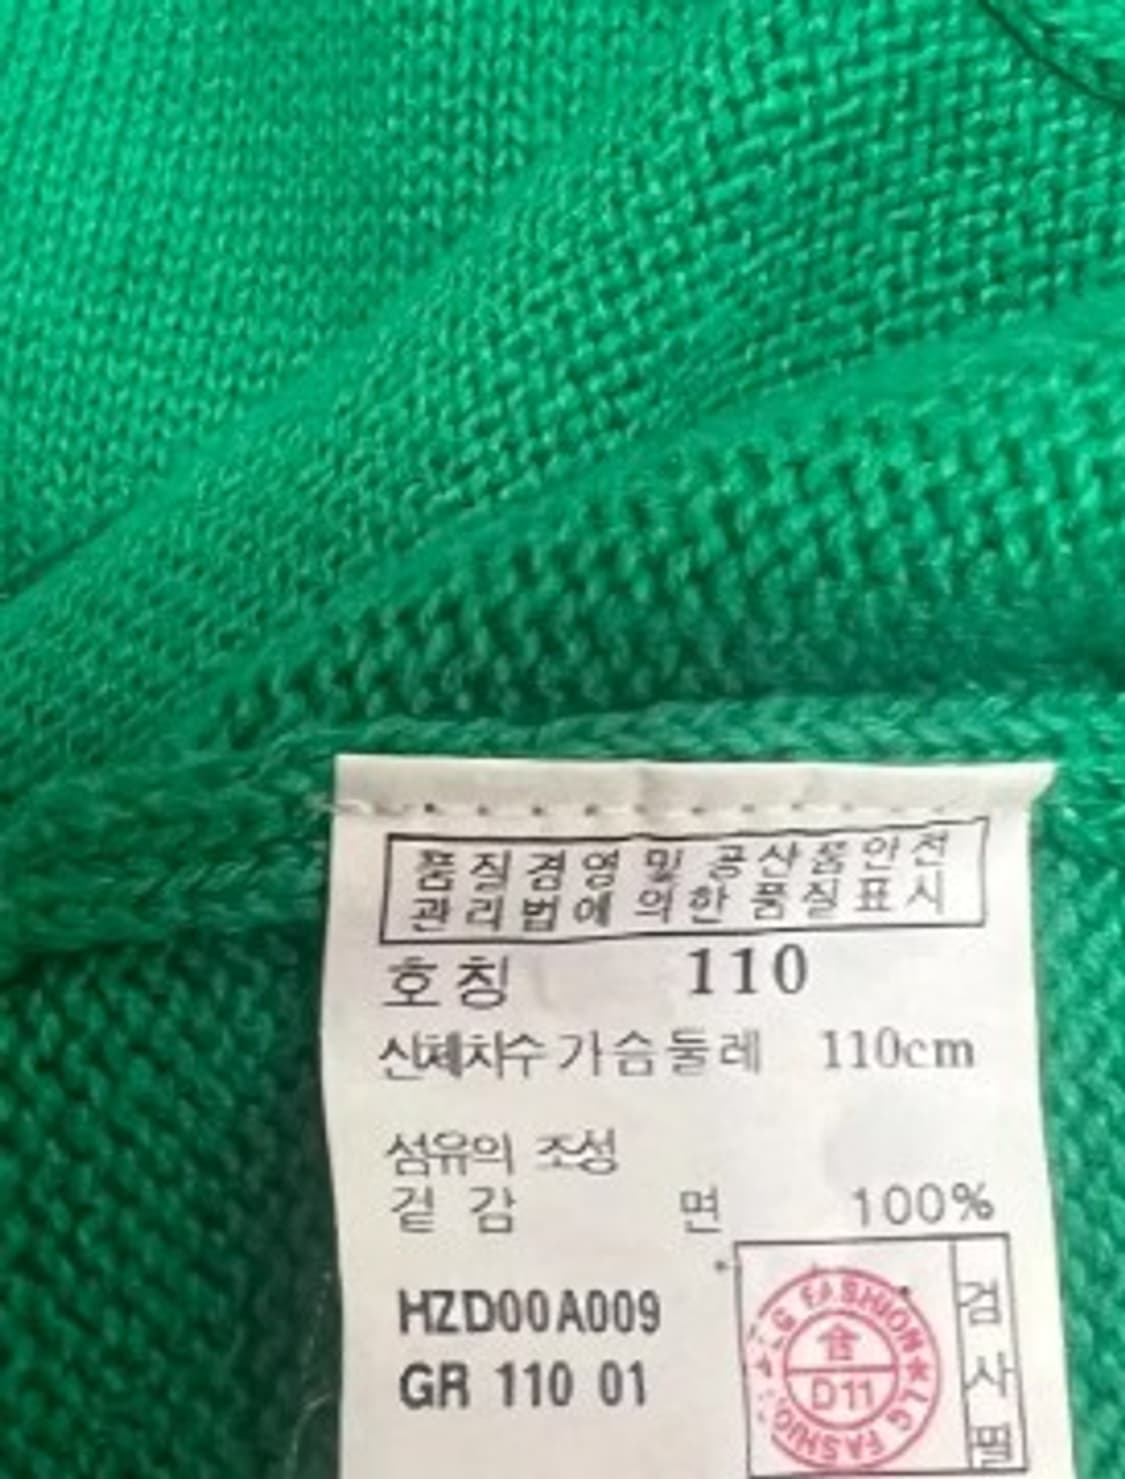 품질경영 및 공산품안전
관리법에 의한 품질표시
호칭 110
신체치수 가슴둘레 110cm
섬유의 조성
겉감 면 100%
HZD00A009
GR 110 01
LG FASHION ★ LG FASHION
D11
검사필